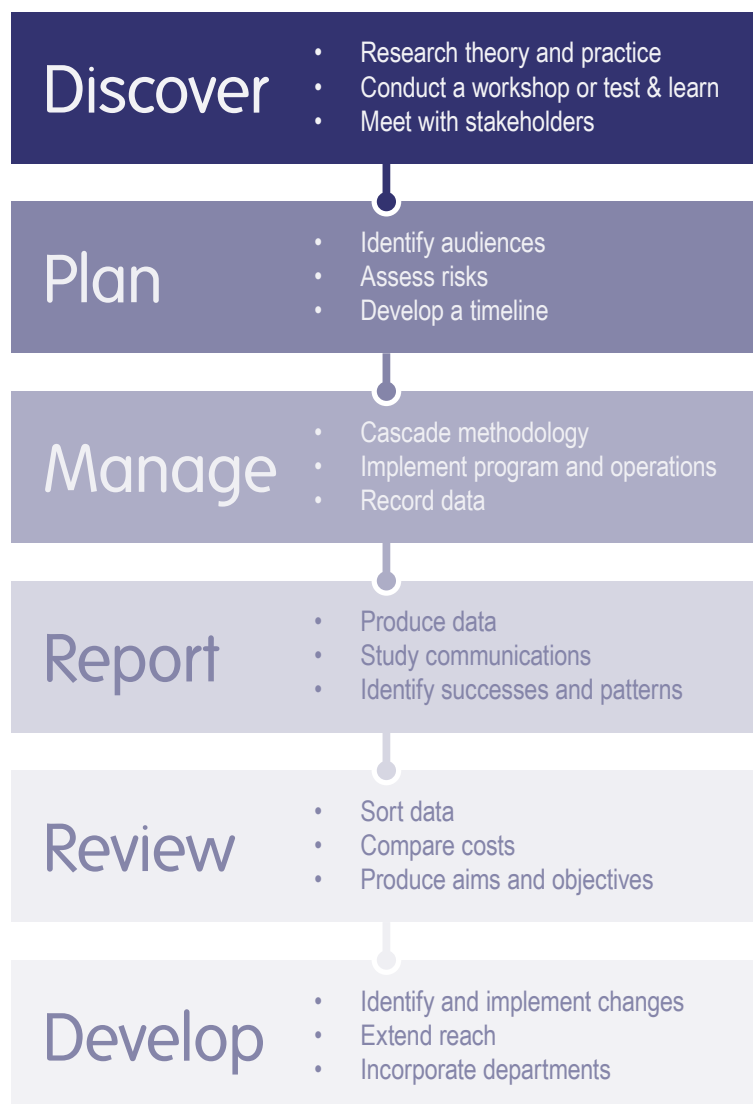 Discover
• Research theory and practice
• Conduct a workshop or test & learn
• Meet with stakeholders
Plan
• Identify audiences
• Assess risks
• Develop a timeline
Manage
• Cascade methodology
• Implement program and operations
• Record data
Report
• Produce data
• Study communications
• Identify successes and patterns
Review
• Sort data
• Compare costs
• Produce aims and objectives
Develop
• Identify and implement changes
• Extend reach
• Incorporate departments